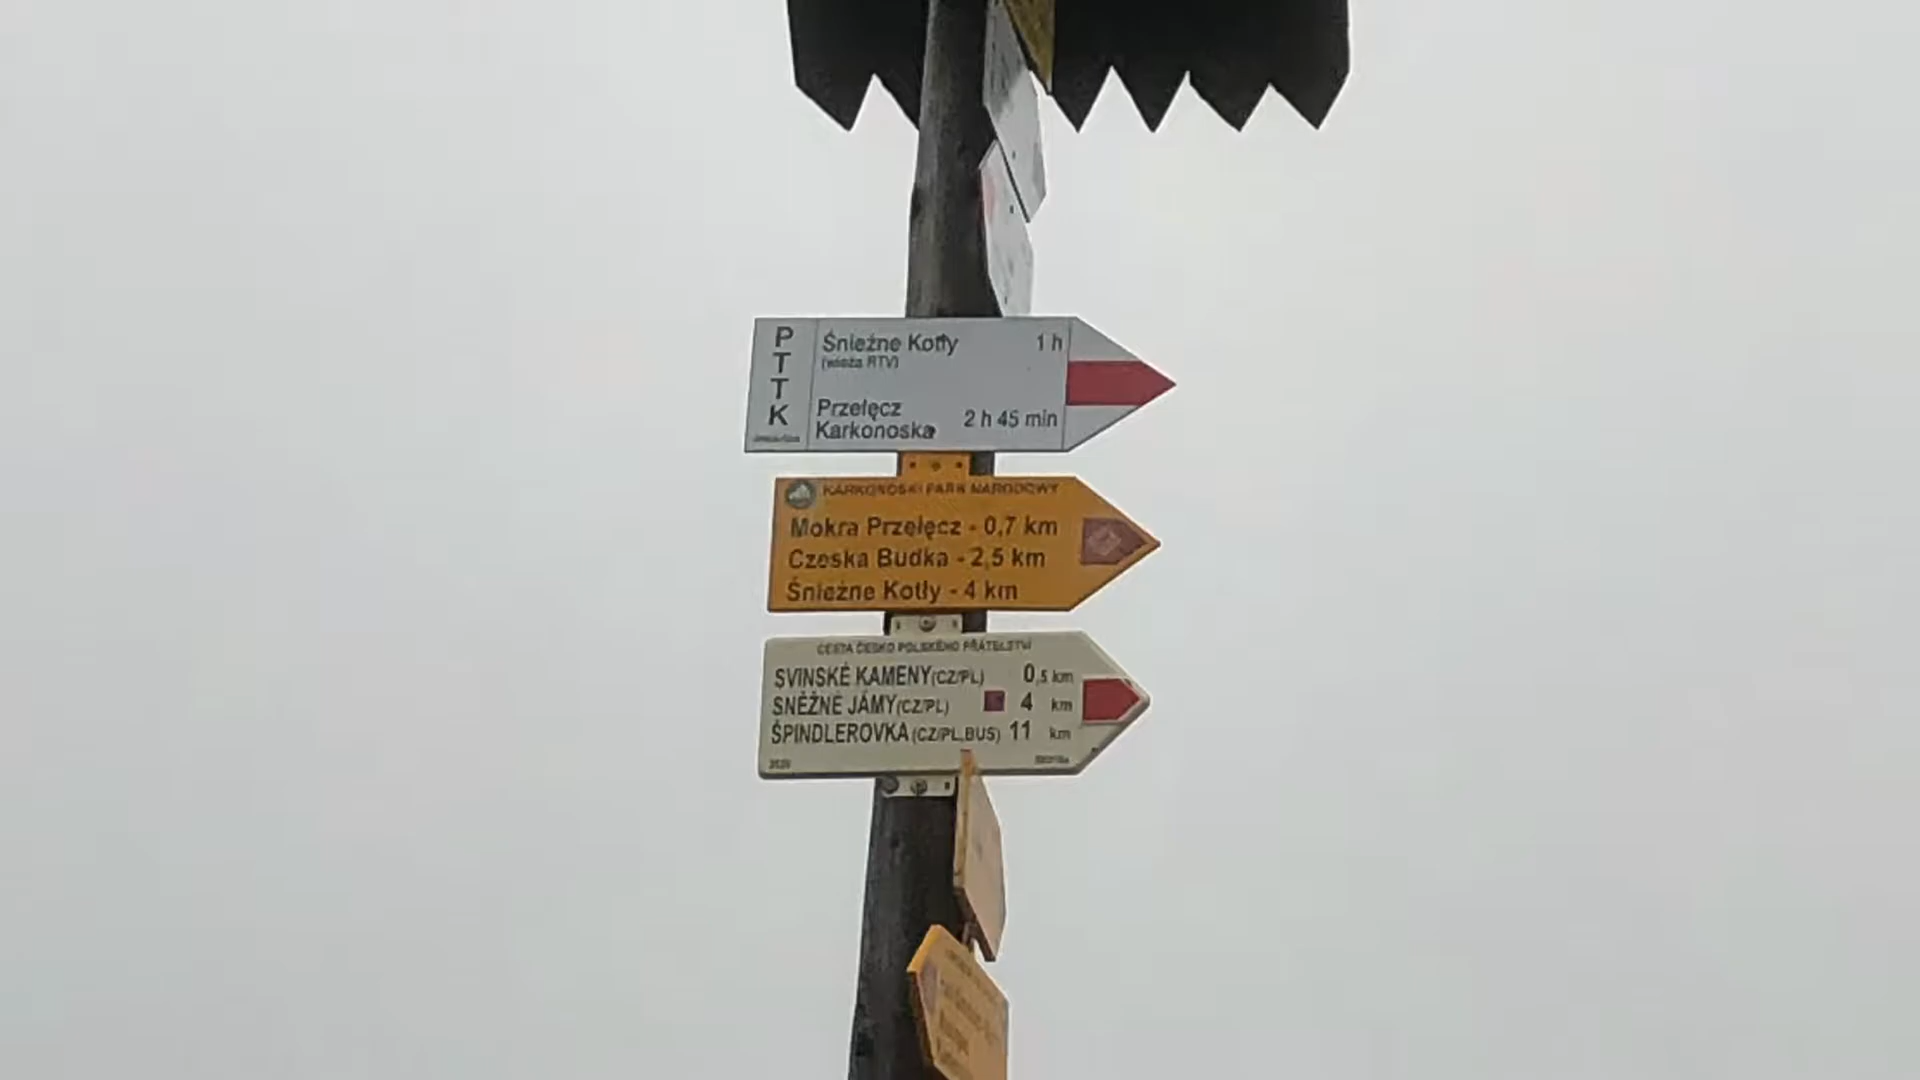 PTTK
Śnieżne Kotły 1 h
(wieża RTV)
Przełęcz
Karkonoska 2 h 45 min
KARKONOSKI PARK NARODOWY
Mokra Przełęcz - 0,7 km
Czeska Budka - 2,5 km
Śnieżne Kotły - 4 km
CESTA ČESKO POLSKÉHO PŘÁTELSTVÍ
SVINSKÉ KAMENY(CZ/PL) 0,5 km
SNĚŽNÉ JÁMY(CZ/PL) 4 km
ŠPINDLEROVKA(CZ/PL,BUS) 11 km